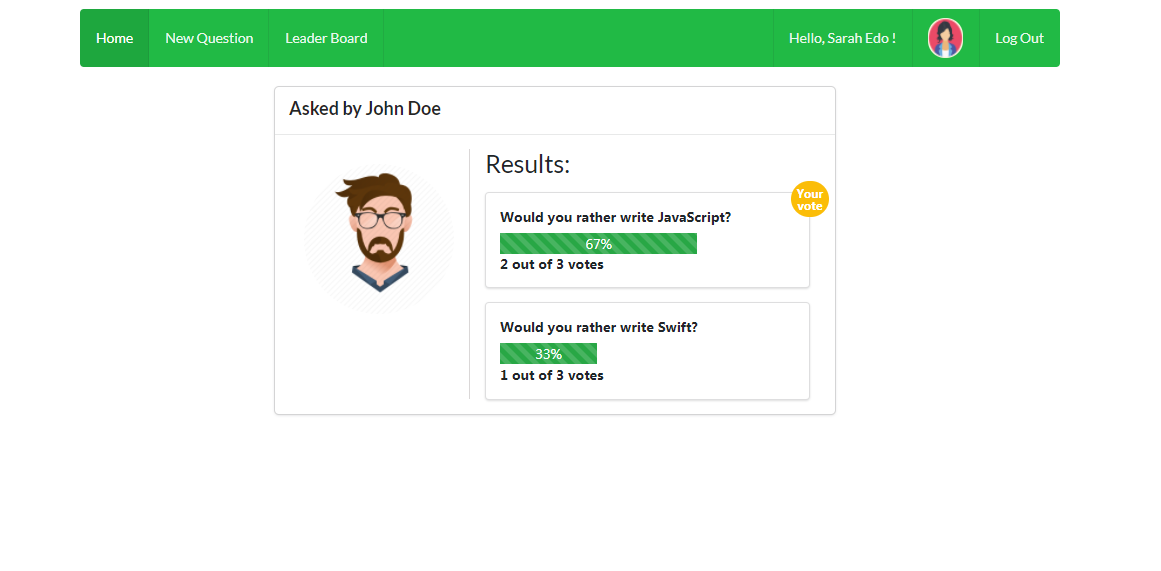 Home New Question Leader Board Hello, Sarah Edo ! Log Out
Asked by John Doe
Results:
Your
vote
Would you rather write JavaScript?
67%
2 out of 3 votes
Would you rather write Swift?
33%
1 out of 3 votes